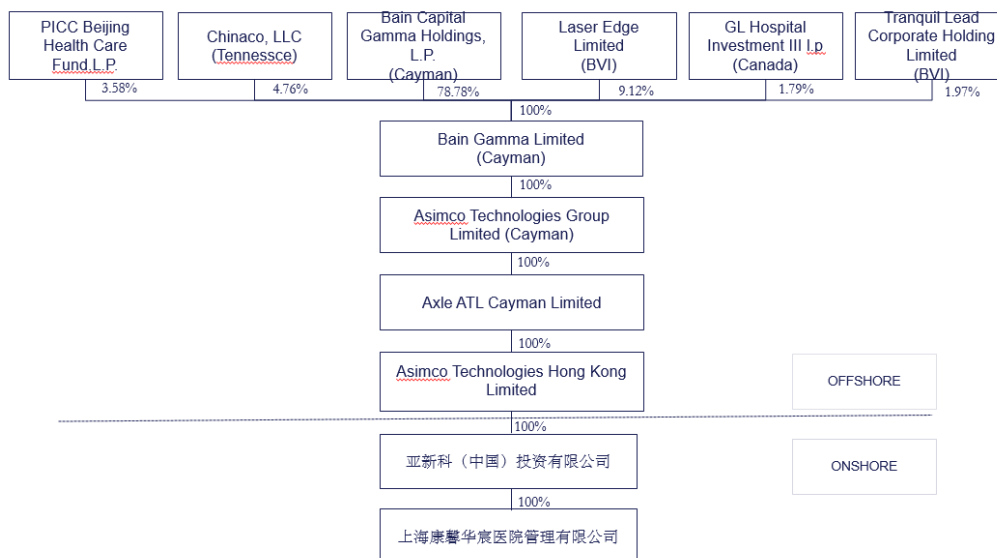 PICC Beijing
Health Care
Fund,L.P.
Chinaco, LLC
(Tennessce)
Bain Capital
Gamma Holdings,
L.P.
(Cayman)
Laser Edge
Limited
(BVI)
GL Hospital
Investment III l.p
(Canada)
Tranquil Lead
Corporate Holding
Limited
(BVI)
3.58%
4.76%
78.78%
9.12%
1.79%
1.97%
100%
Bain Gamma Limited
(Cayman)
100%
Asimco Technologies Group
Limited (Cayman)
100%
Axle ATL Cayman Limited
100%
Asimco Technologies Hong Kong
Limited
OFFSHORE
100%
亚新科（中国）投资有限公司
ONSHORE
100%
上海康馨华宸医院管理有限公司